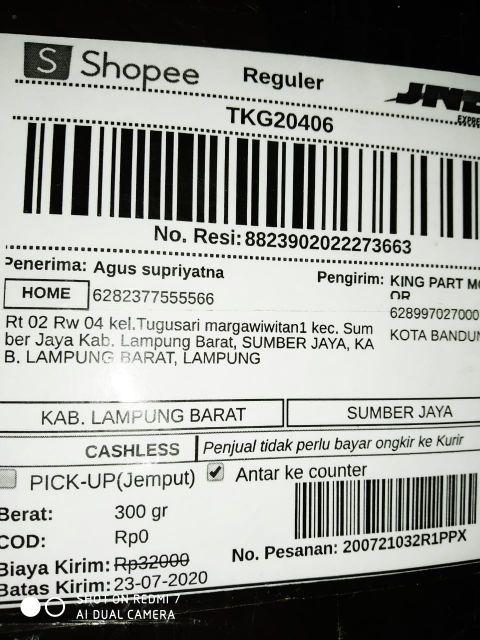 S Shopee Reguler JNE
EXPRESS
TKG20406
No. Resi: 8823902022273663
Penerima: Agus supriyatna
Pengirim: KING PART MO
OR
HOME 6282377555566
628997027000
Rt 02 Rw 04 kel.Tugusari margawiwitan1 kec. Sum
ber Jaya Kab. Lampung Barat, SUMBER JAYA, KA
B. LAMPUNG BARAT, LAMPUNG
KOTA BANDUN
KAB. LAMPUNG BARAT SUMBER JAYA
CASHLESS Penjual tidak perlu bayar ongkir ke Kurir
PICK-UP(Jemput) Antar ke counter
Berat: 300 gr
COD: Rp0
Biaya Kirim: Rp32000
No. Pesanan: 200721032R1PPX
Batas Kirim: 23-07-2020
SHOT ON REDMI 7
AI DUAL CAMERA